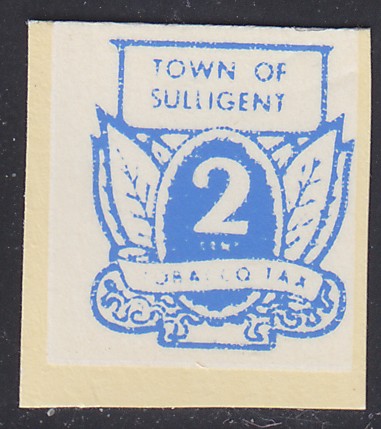 TOWN OF
SULLIGENT
2
CENT
TOBACCO TAX